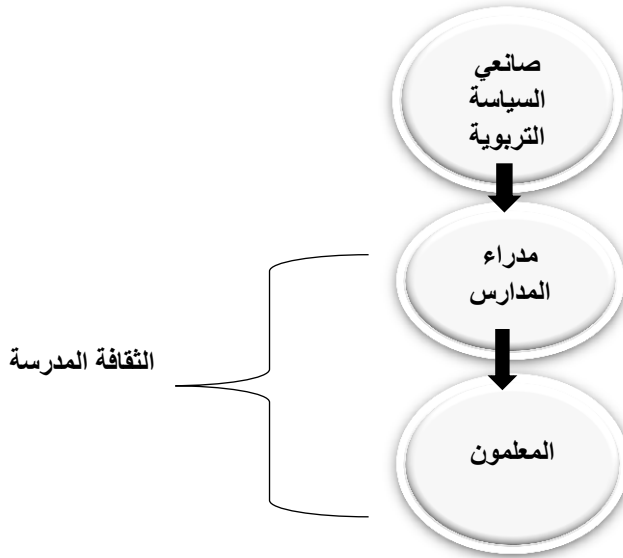 صانعي
السياسة
التربوية
مدراء
المدارس
الثقافة المدرسة
المعلمون